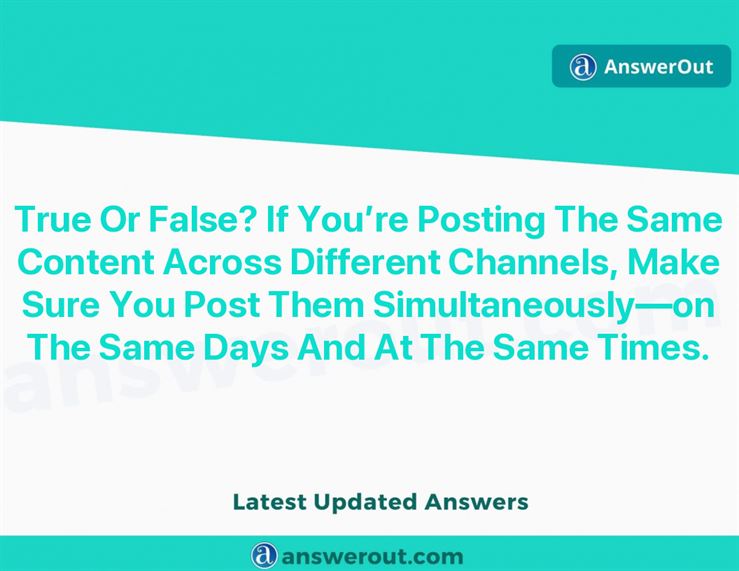 AnswerOut
True Or False? If You’re Posting The Same
Content Across Different Channels, Make
Sure You Post Them Simultaneously—on
The Same Days And At The Same Times.
answerout.com
Latest Updated Answers
answerout.com